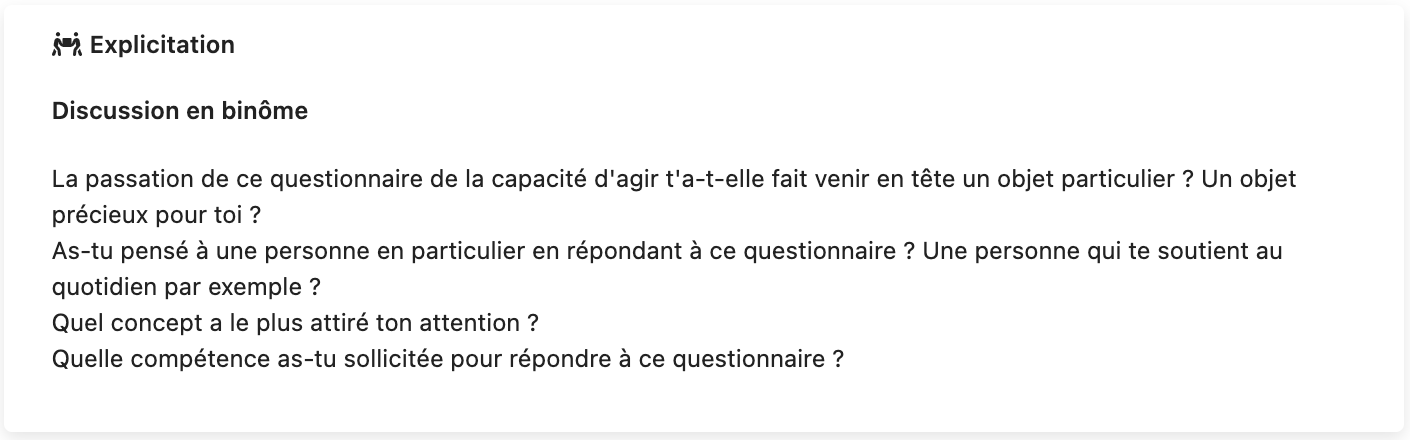 Explicitation
Discussion en binôme
La passation de ce questionnaire de la capacité d'agir t'a-t-elle fait venir en tête un objet particulier ? Un objet
précieux pour toi ?
As-tu pensé à une personne en particulier en répondant à ce questionnaire ? Une personne qui te soutient au
quotidien par exemple ?
Quel concept a le plus attiré ton attention ?
Quelle compétence as-tu sollicitée pour répondre à ce questionnaire ?